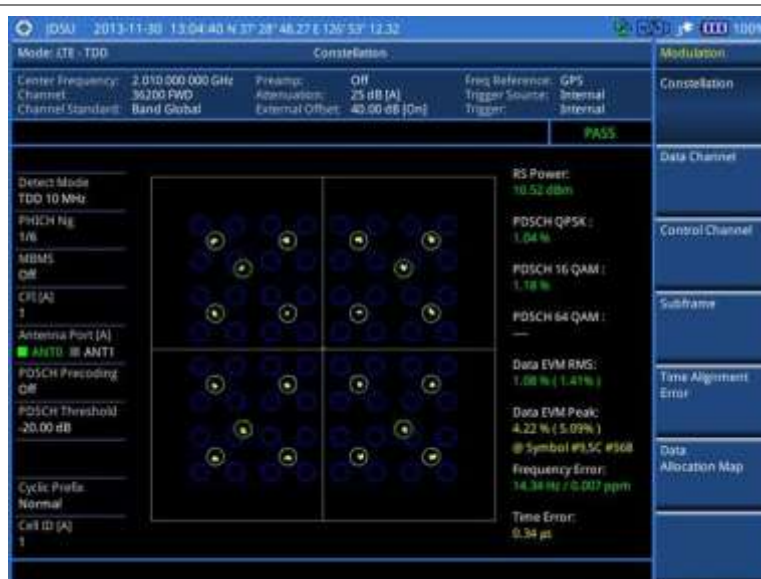 JDSU 2013-11-30 13:04:40 N 37° 28' 48.27 E 126° 53' 12.32
Mode: LTE - TDD
Constellation
Modulation
Center Frequency: 2.010 000 000 GHz
Channel: 36200 FWD
Channel Standard: Band Global
Preamp: Off
Attenuation: 25 dB [A]
External Offset: 40.00 dB [On]
Freq Reference: GPS
Trigger Source: Internal
Trigger: Internal
PASS
Detect Mode
TDD 10 MHz
PHICH Ng
1/6
MBMS
Off
CFI [A]
1
Antenna Port [A]
ANT0 ANT1
PDSCH Precoding
Off
PDSCH Threshold
-20.00 dB
Cyclic Prefix
Normal
Cell ID [A]
1
RS Power:
10.52 dBm
PDSCH QPSK :
1.04 %
PDSCH 16 QAM :
1.18 %
PDSCH 64 QAM :
—
Data EVM RMS:
1.08 % ( 1.41% )
Data EVM Peak:
4.22 % ( 5.09% )
@ Symbol #9,SC #568
Frequency Error:
14.34 Hz / 0.007 ppm
Time Error:
0.34 µs
Constellation
Data Channel
Control Channel
Subframe
Time Alignment
Error
Data
Allocation Map